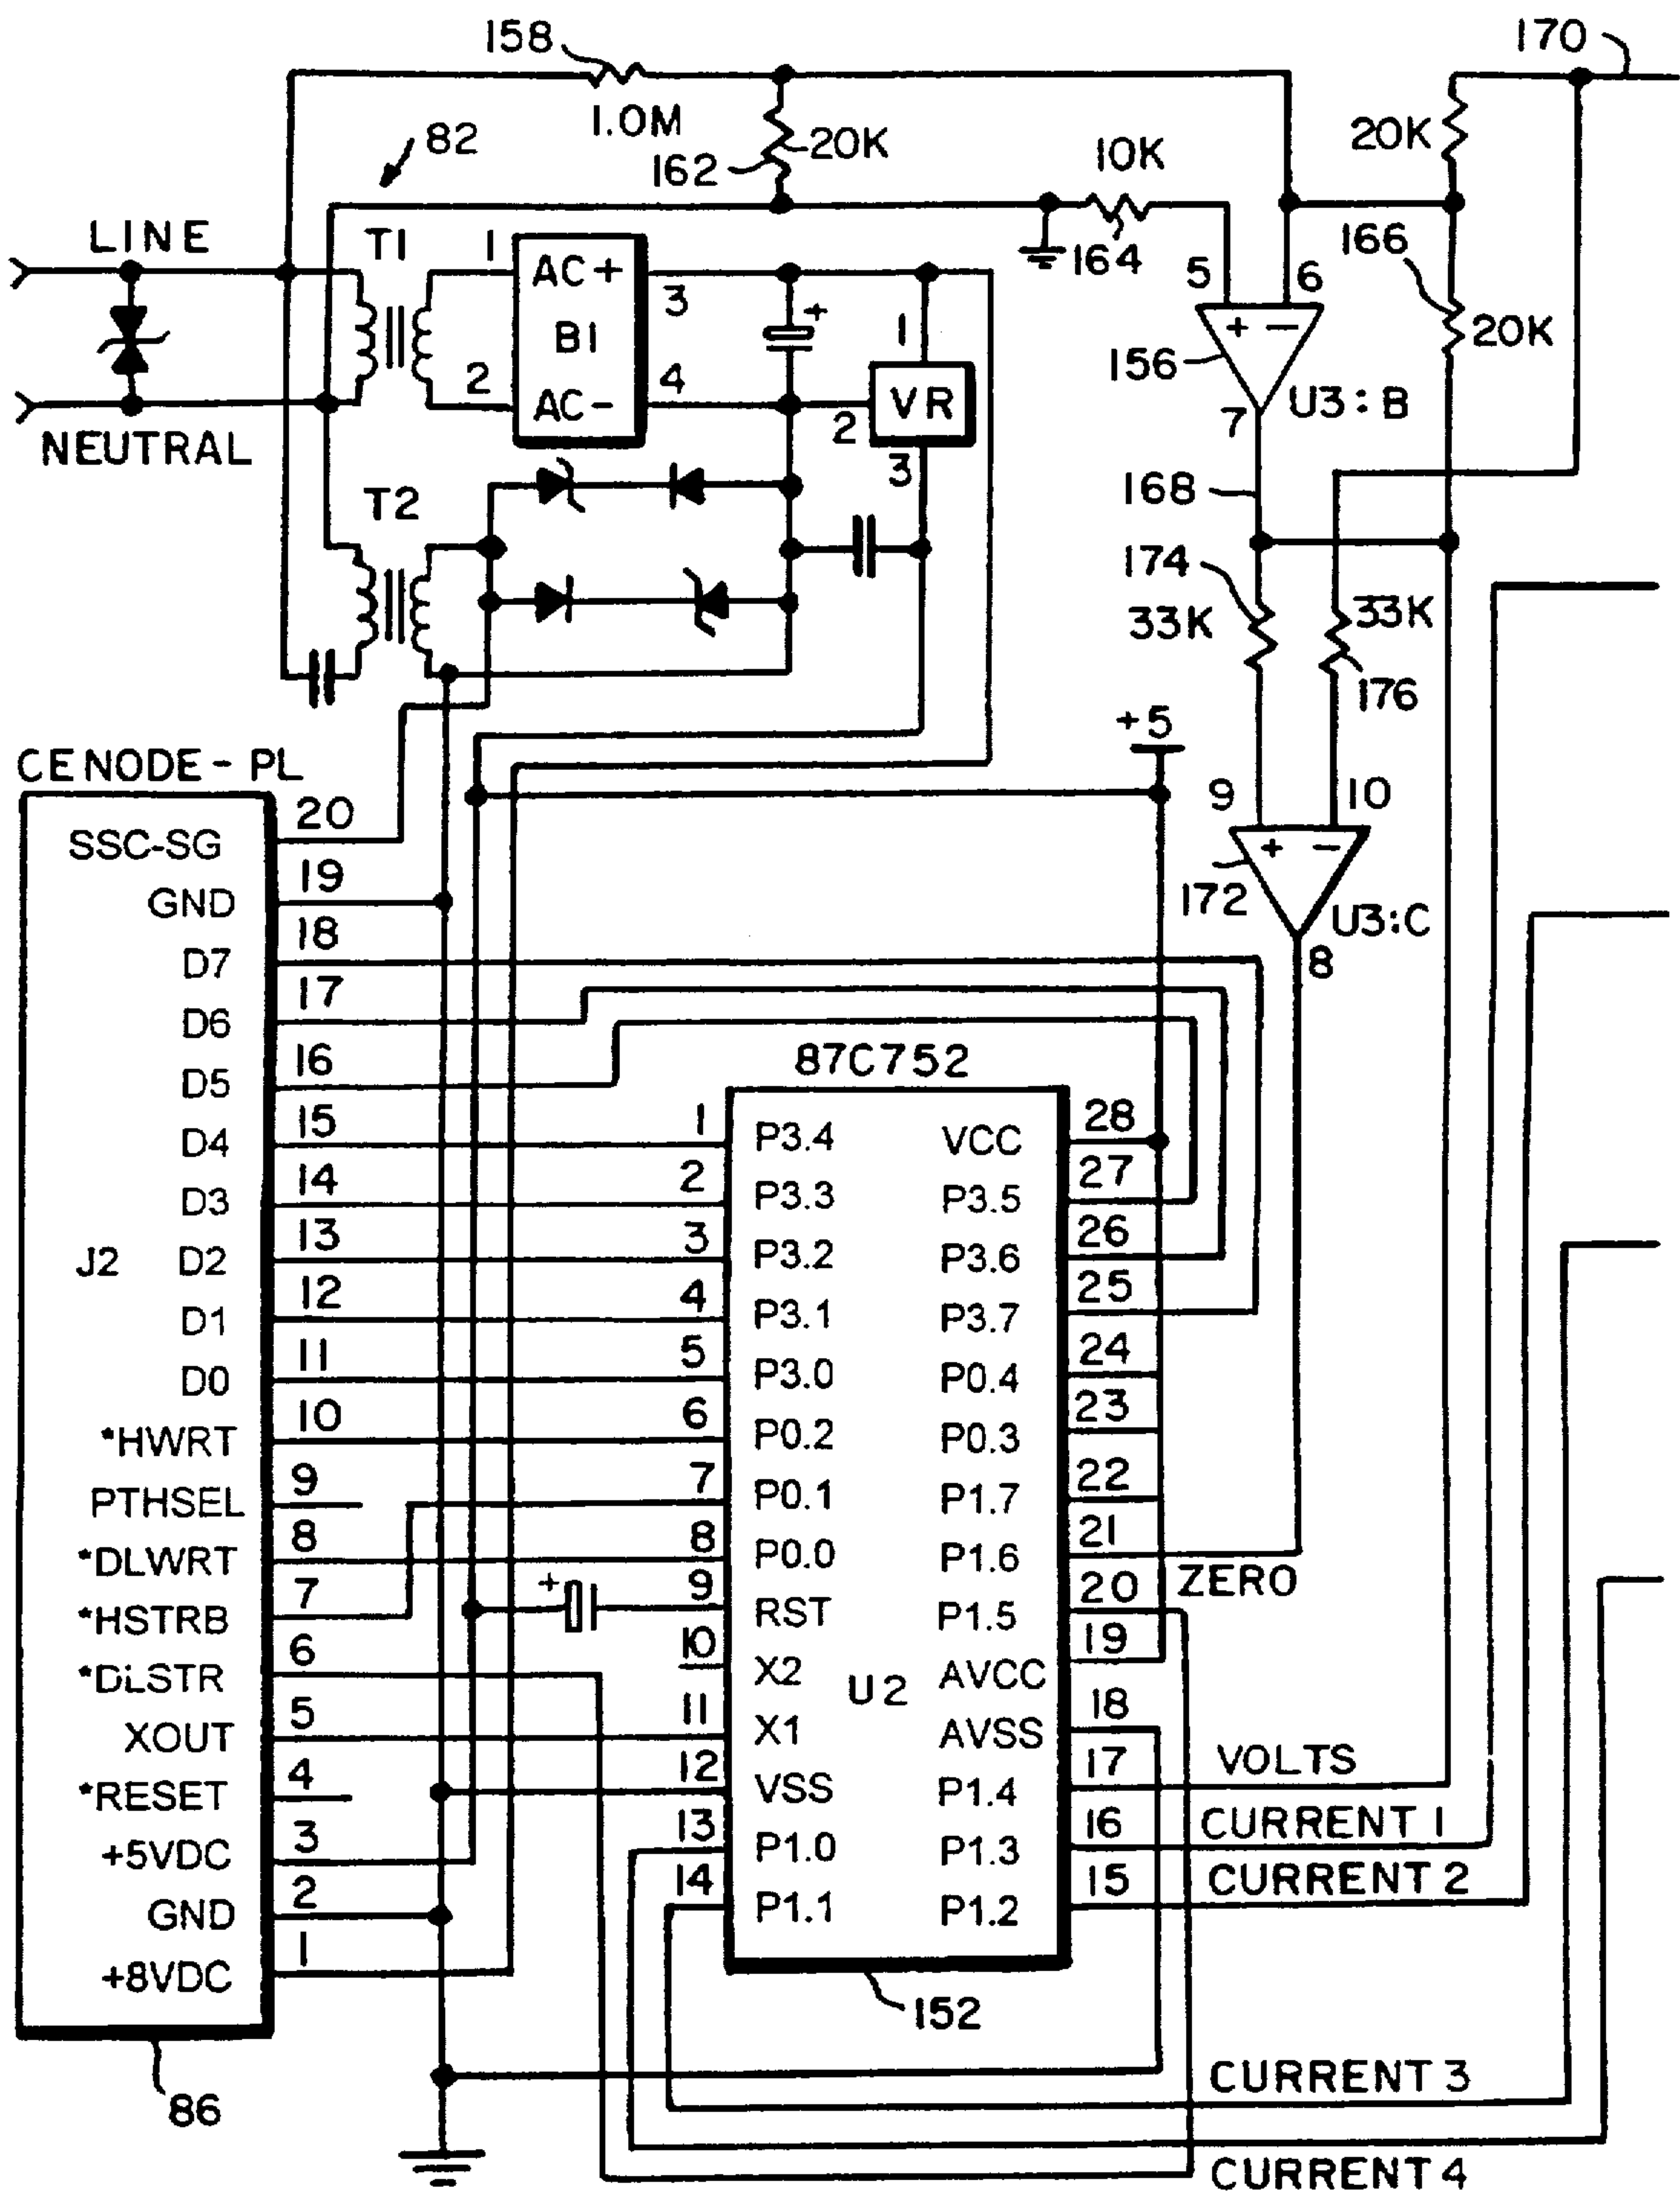 158
170
1.0M
20K
20K
82
162
10K
LINE
T1
1
AC+
3
164
5
6
166
B1
+
1
+ −
20K
156
2
AC-
4
2
VR
7
U3:B
NEUTRAL
3
168
T2
174
33K
33K
176
+5
CENODE-PL
9
10
20
SSC-SG
+ −
19
GND
172
U3:C
18
D7
8
17
D6
16
D5
87C752
15
D4
1
P3.4
VCC
28
14
D3
2
P3.3
P3.5
27
13
J2
D2
3
P3.2
P3.6
26
12
D1
4
P3.1
P3.7
25
11
D0
5
P3.0
P0.4
24
10
*HWRT
6
P0.2
P0.3
23
9
PTHSEL
7
P0.1
P1.7
22
8
*DLWRT
8
P0.0
P1.6
21
ZERO
7
*HSTRB
+
9
RST
P1.5
20
6
*DLSTR
10
X2
U2
AVCC
19
5
XOUT
11
X1
AVSS
18
4
*RESET
12
VSS
P1.4
17
VOLTS
3
+5VDC
13
P1.0
P1.3
16
CURRENT 1
2
GND
14
P1.1
P1.2
15
CURRENT 2
1
+8VDC
152
86
CURRENT 3
CURRENT 4